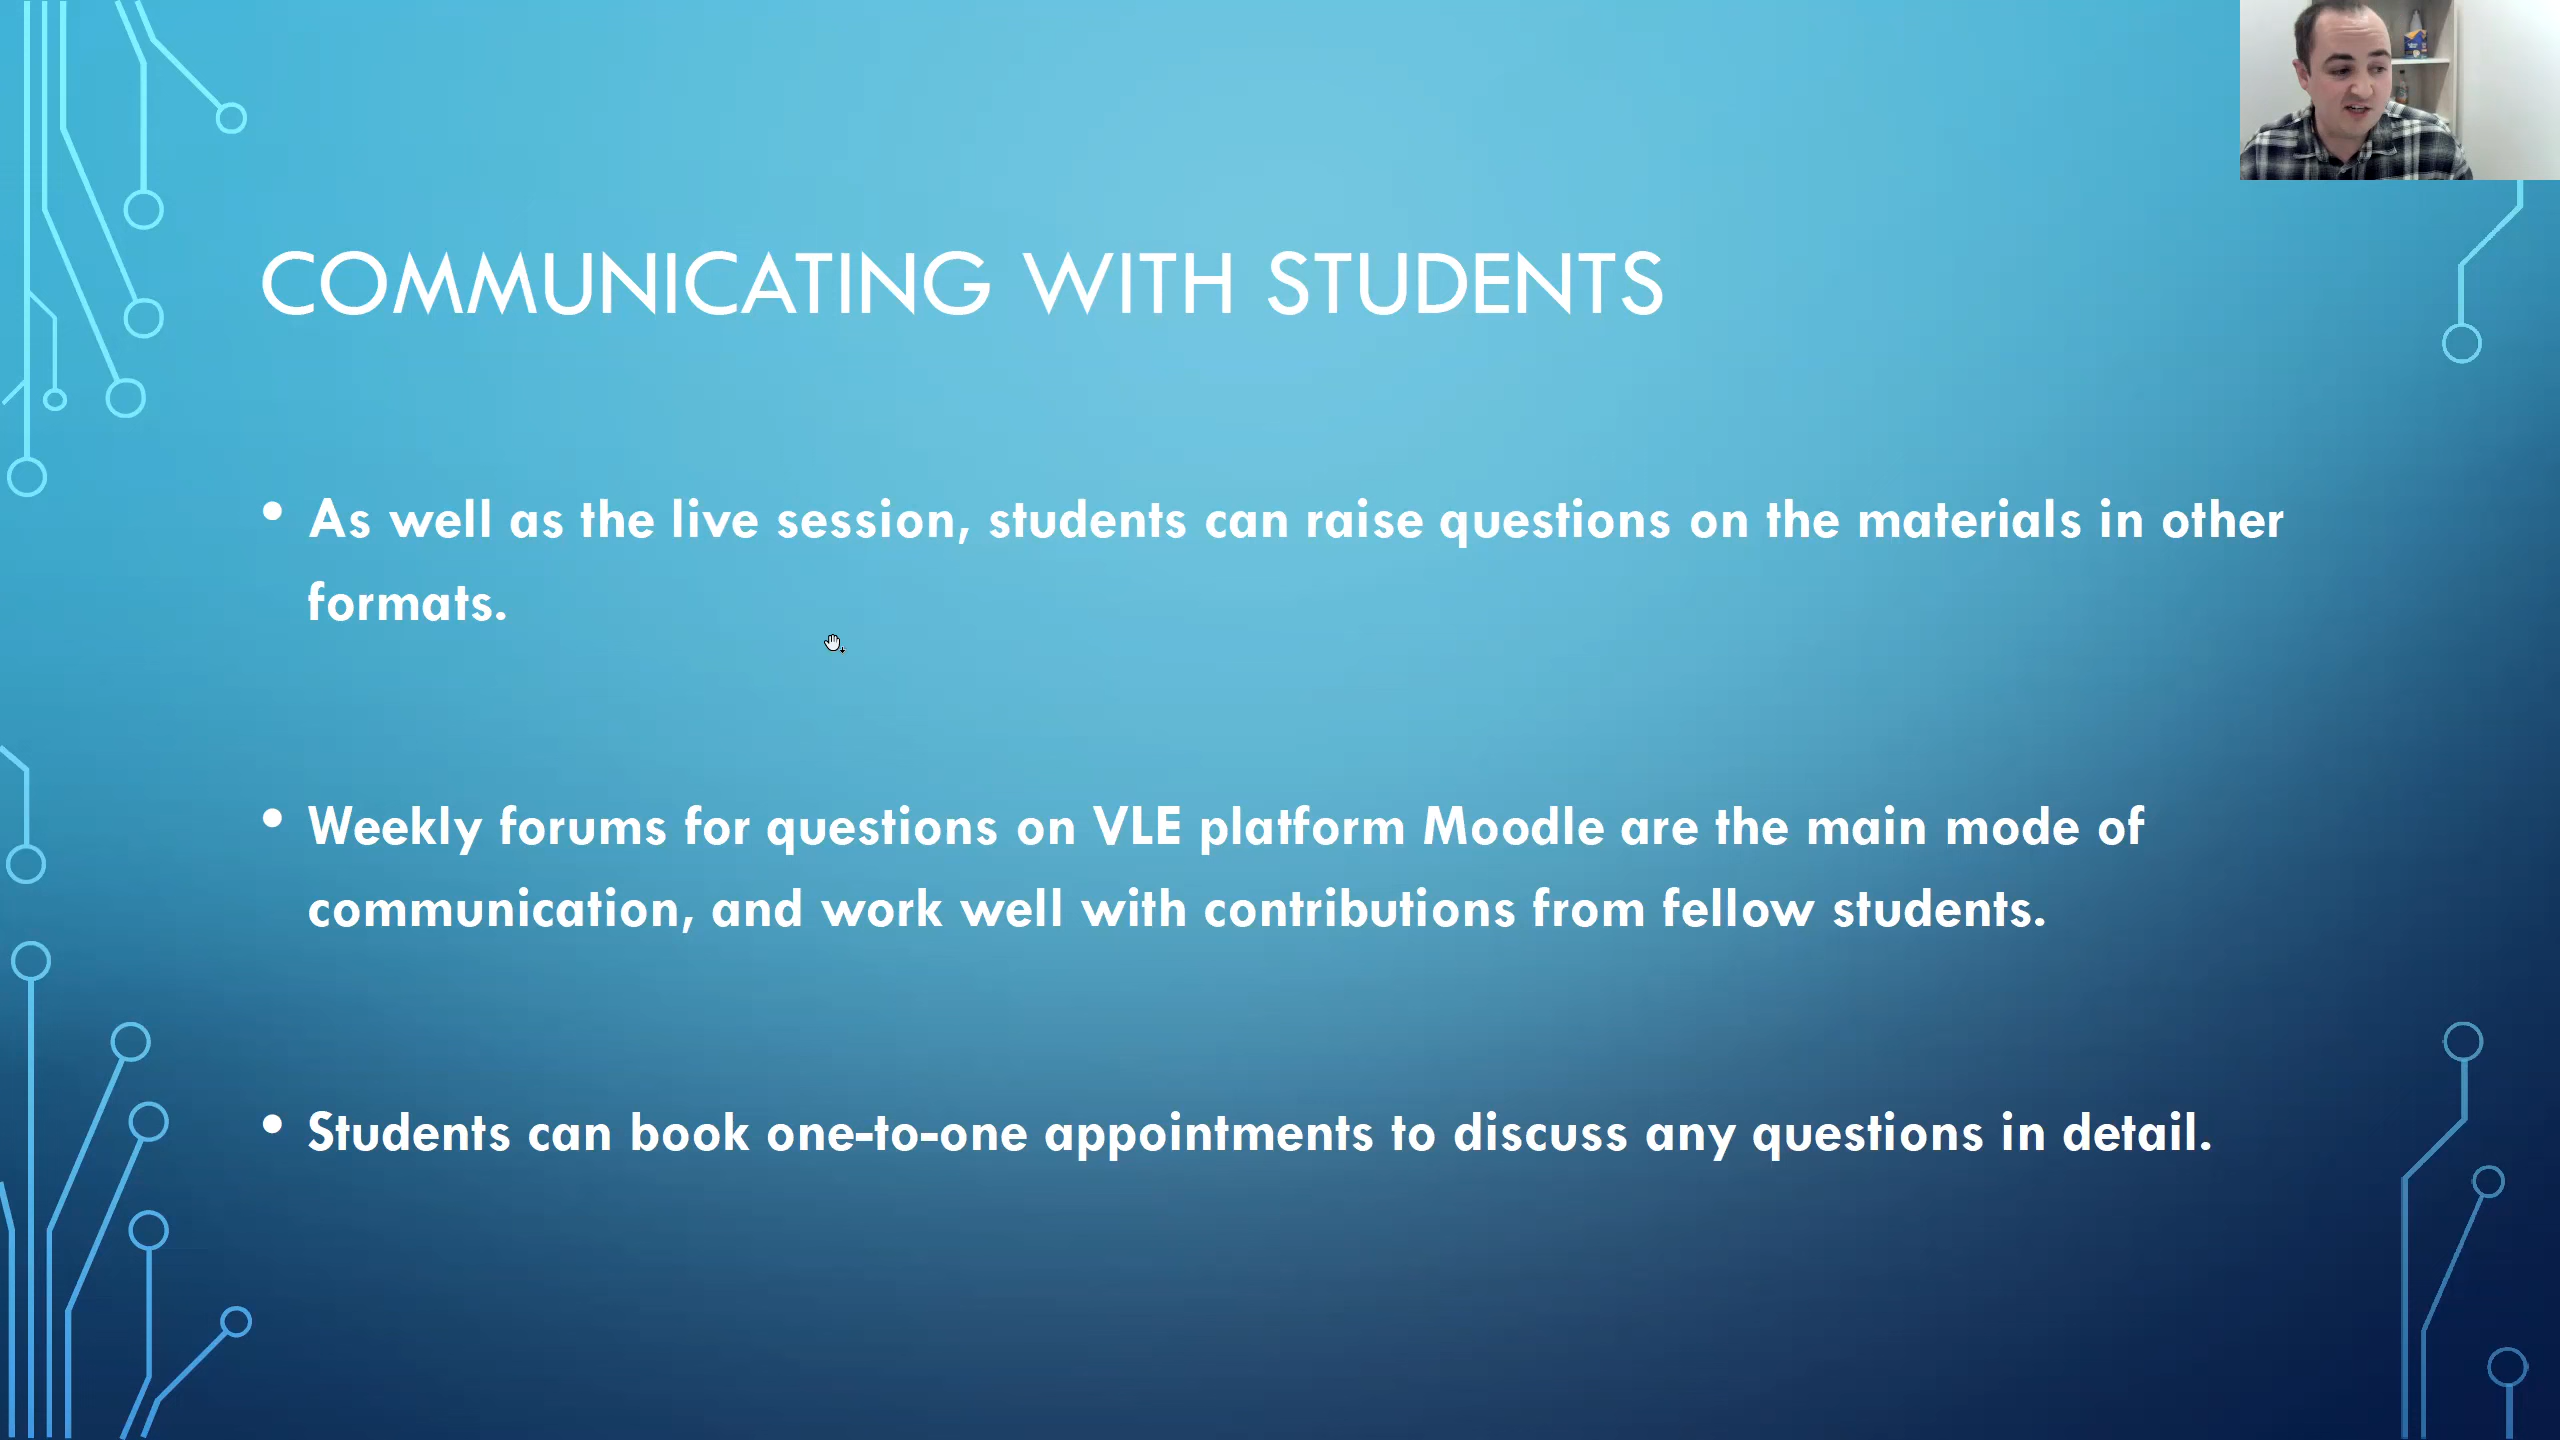 COMMUNICATING WITH STUDENTS
• As well as the live session, students can raise questions on the materials in other
formats.
• Weekly forums for questions on VLE platform Moodle are the main mode of
communication, and work well with contributions from fellow students.
• Students can book one-to-one appointments to discuss any questions in detail.